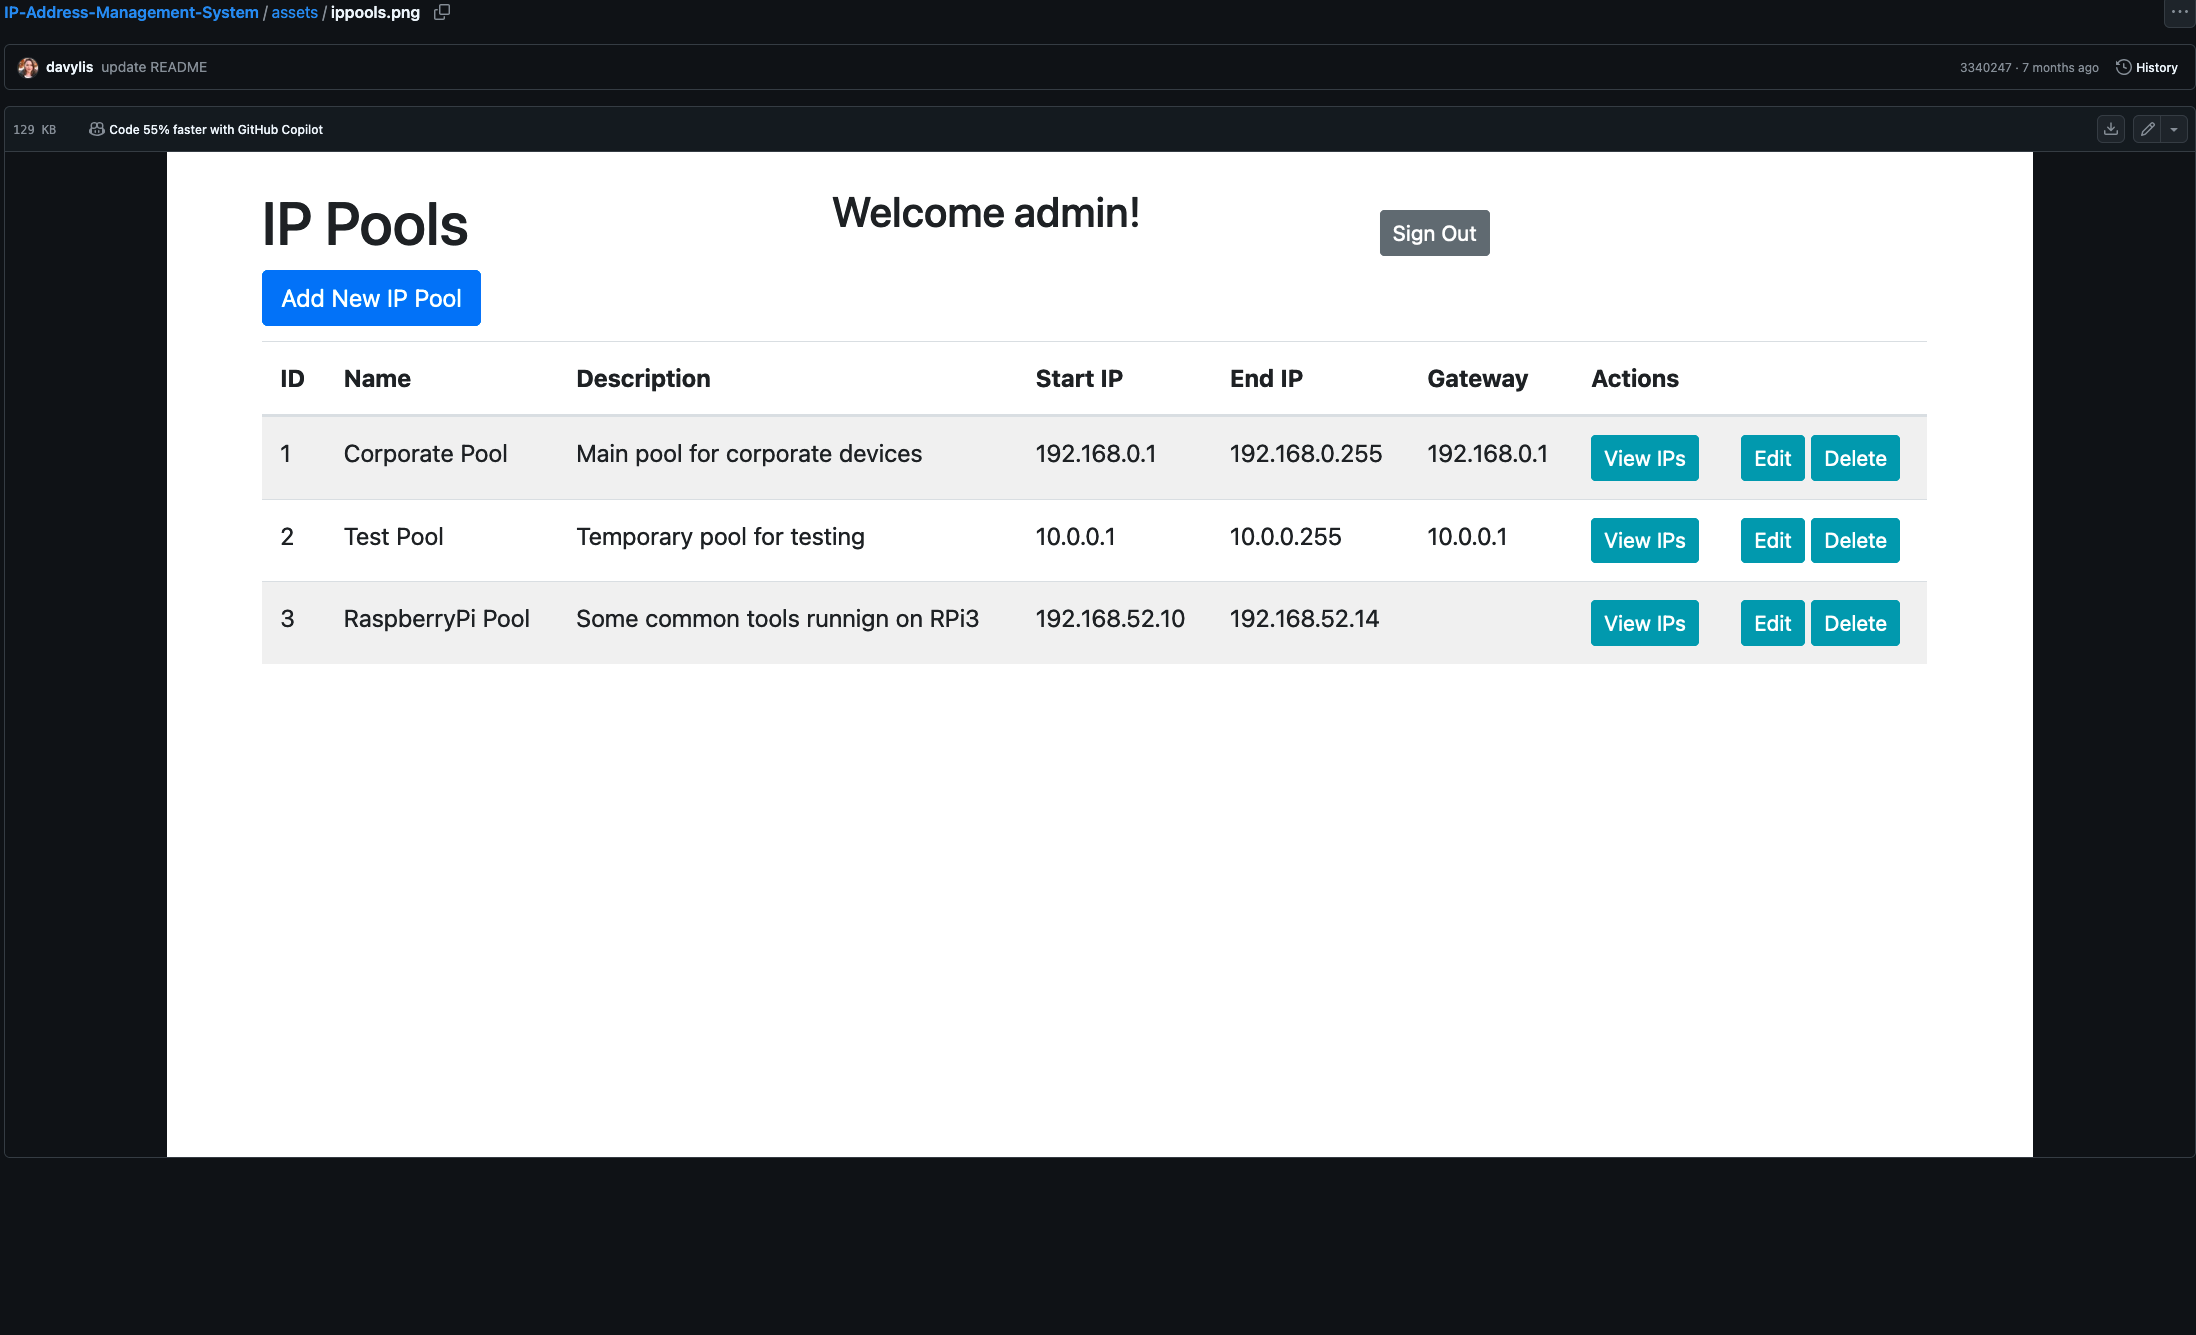 IP-Address-Management-System / assets / ippools.png
davylis update README 3340247 · 7 months ago History
129 KB Code 55% faster with GitHub Copilot
IP Pools Welcome admin! Sign Out
Add New IP Pool
ID Name Description Start IP End IP Gateway Actions
1 Corporate Pool Main pool for corporate devices 192.168.0.1 192.168.0.255 192.168.0.1 View IPs Edit Delete
2 Test Pool Temporary pool for testing 10.0.0.1 10.0.0.255 10.0.0.1 View IPs Edit Delete
3 RaspberryPi Pool Some common tools runnign on RPi3 192.168.52.10 192.168.52.14 View IPs Edit Delete